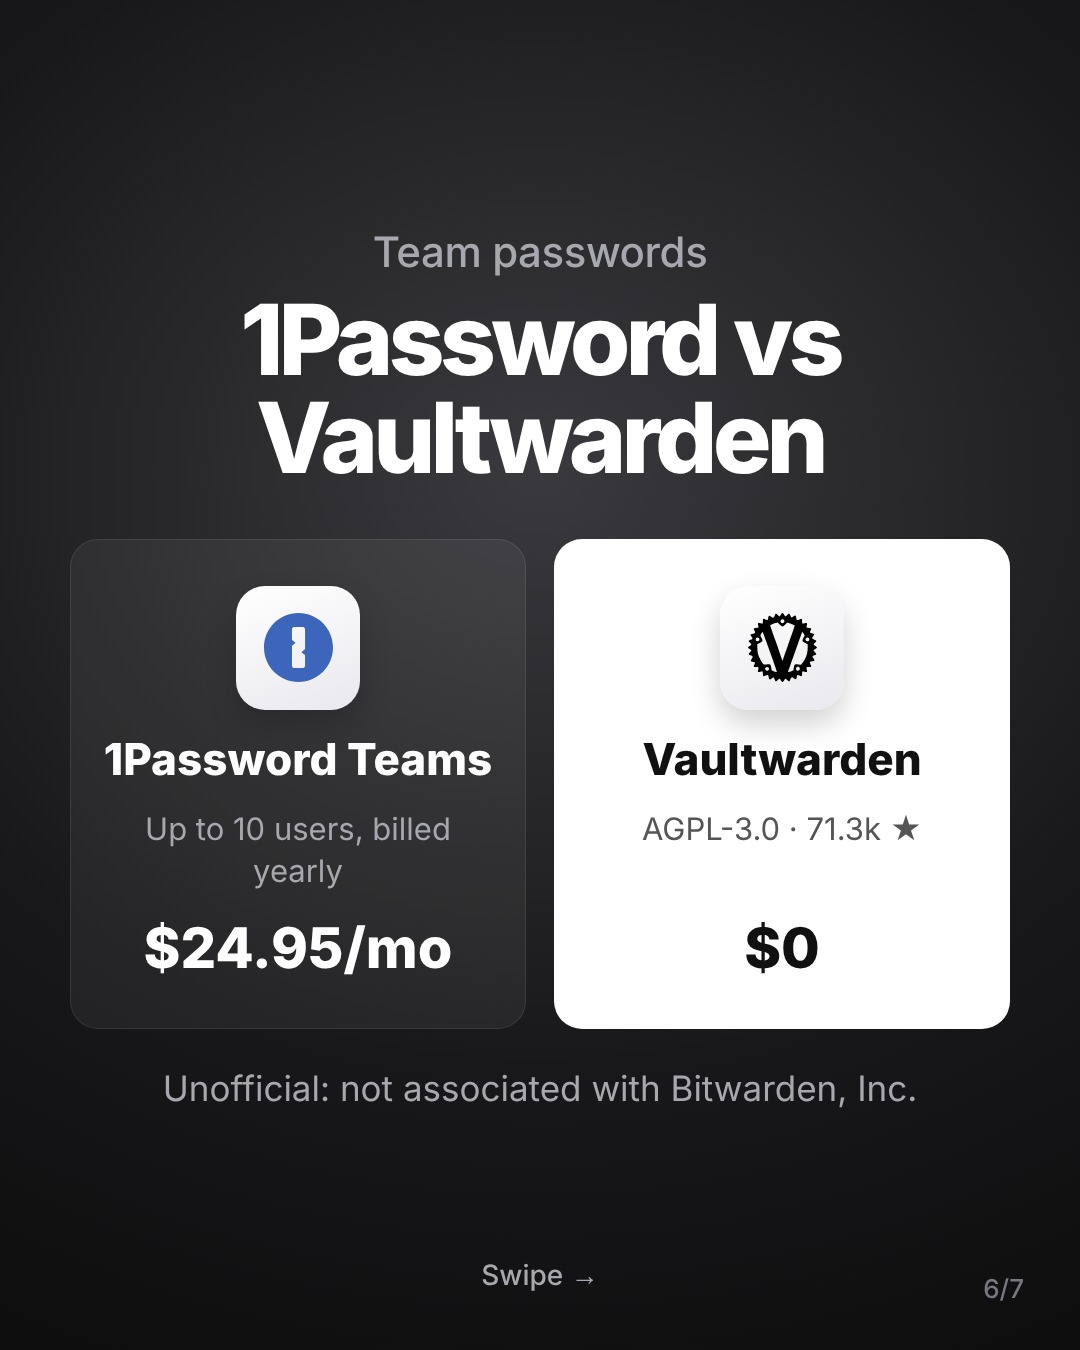 Team passwords
1Password vs
Vaultwarden
1Password Teams
Up to 10 users, billed
yearly
$24.95/mo
Vaultwarden
AGPL-3.0 · 71.3k ★
$0
Unofficial: not associated with Bitwarden, Inc.
Swipe →
6/7